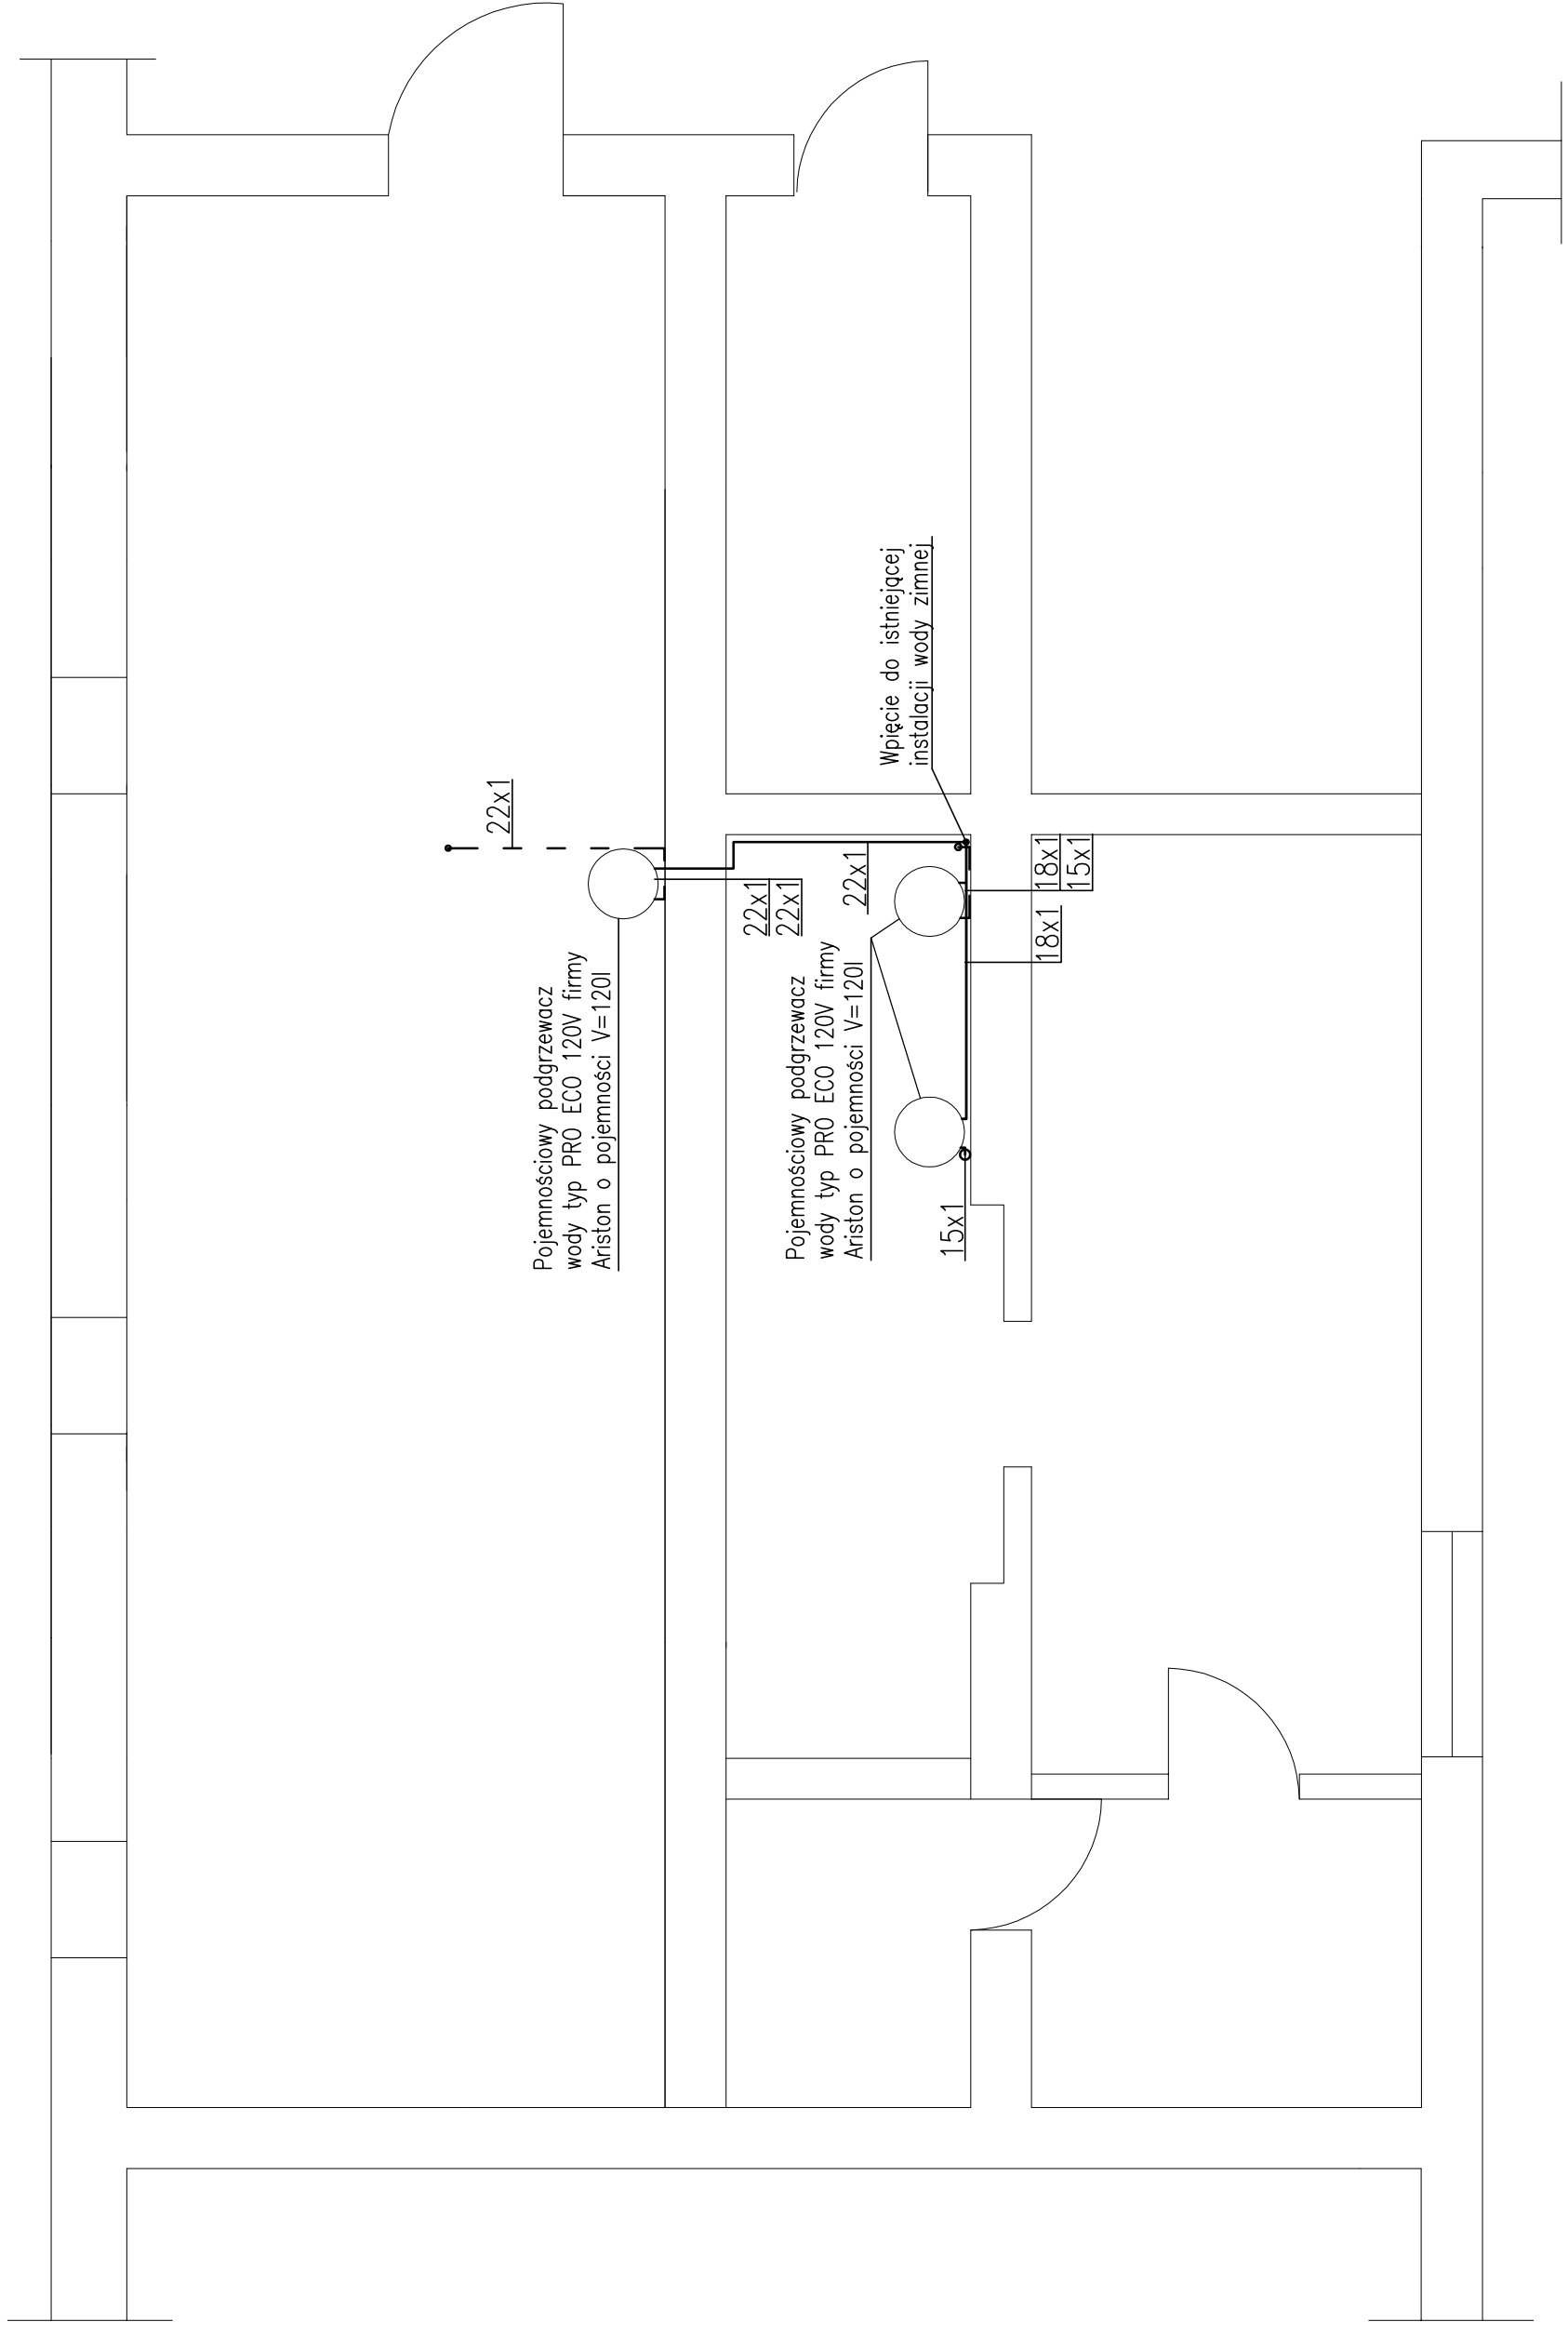 22x1
Pojemnościowy podgrzewacz
wody typ PRO ECO 120V firmy
Ariston o pojemności V=120l
22x1
22x1
Pojemnościowy podgrzewacz
wody typ PRO ECO 120V firmy
Ariston o pojemności V=120l
22x1
Wpięcie do istniejącej
instalacji wody zimnej
15x1
18x1
15x1
18x1